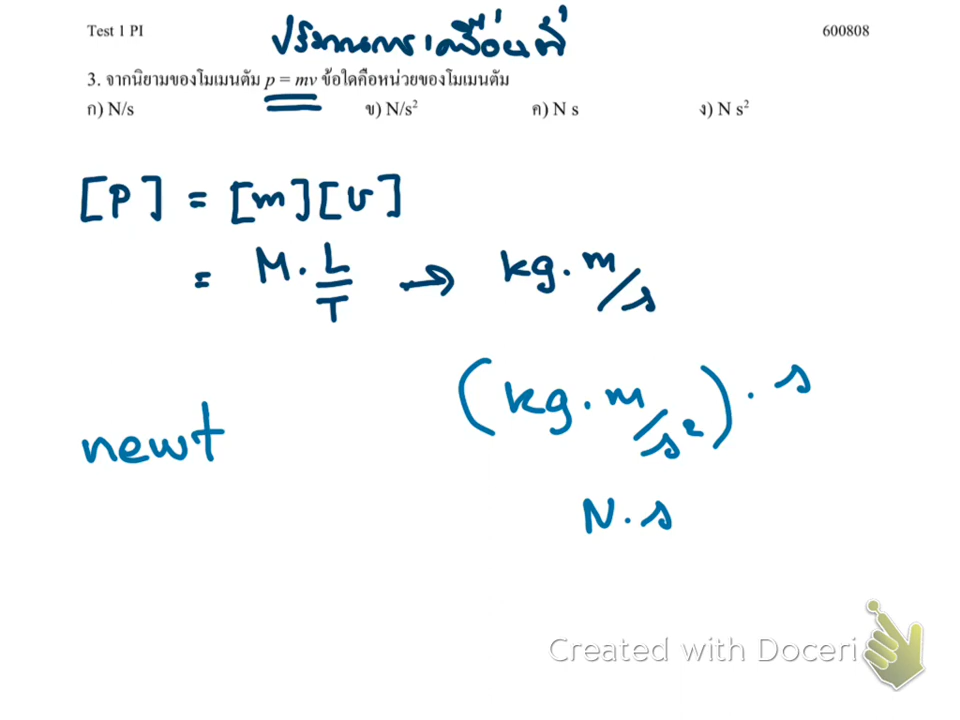 Test 1 PI
600808
ปริมาณการเคลื่อนที่
3. จากนิยามของโมเมนตัม p = mv ข้อใดคือหน่วยของโมเมนตัม
ก) N/s ข) N/s² ค) N s ง) N s²
[P] = [m][v]
= M · L/T → kg · m/s
(kg · m/s²) · s
newt
N · s
Created with Doceri